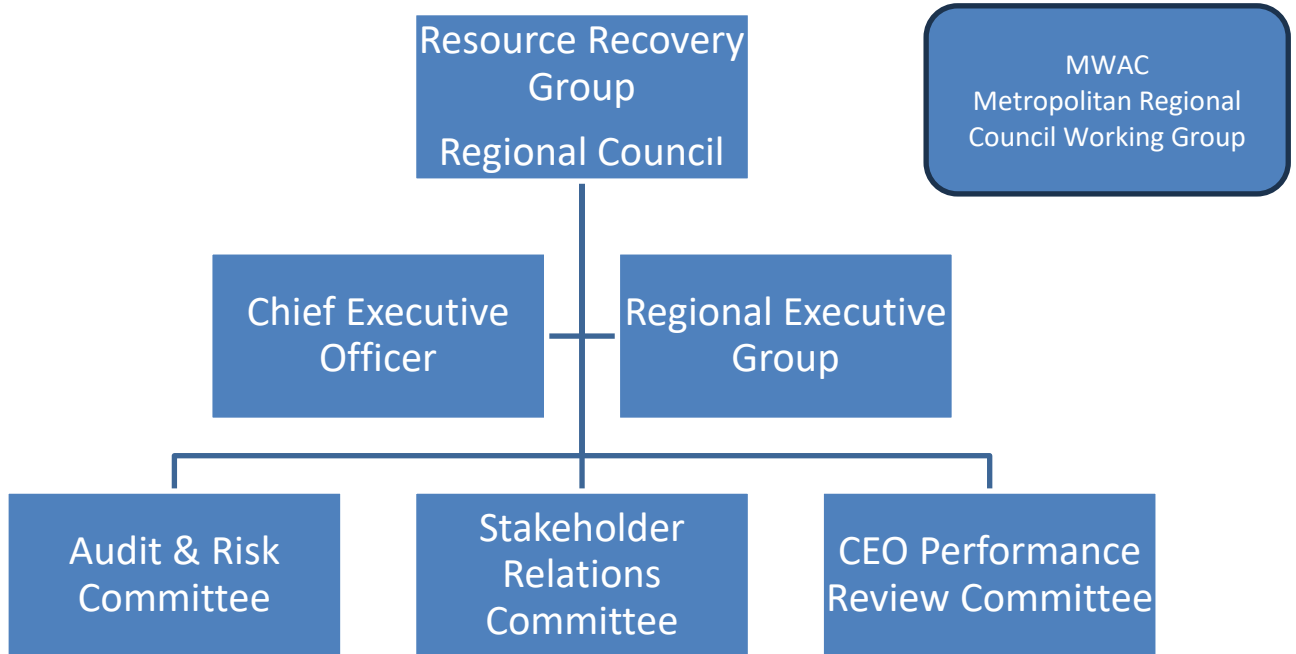 Resource Recovery
Group
Regional Council
MWAC
Metropolitan Regional
Council Working Group
Chief Executive
Officer
Regional Executive
Group
Audit & Risk
Committee
Stakeholder
Relations
Committee
CEO Performance
Review Committee